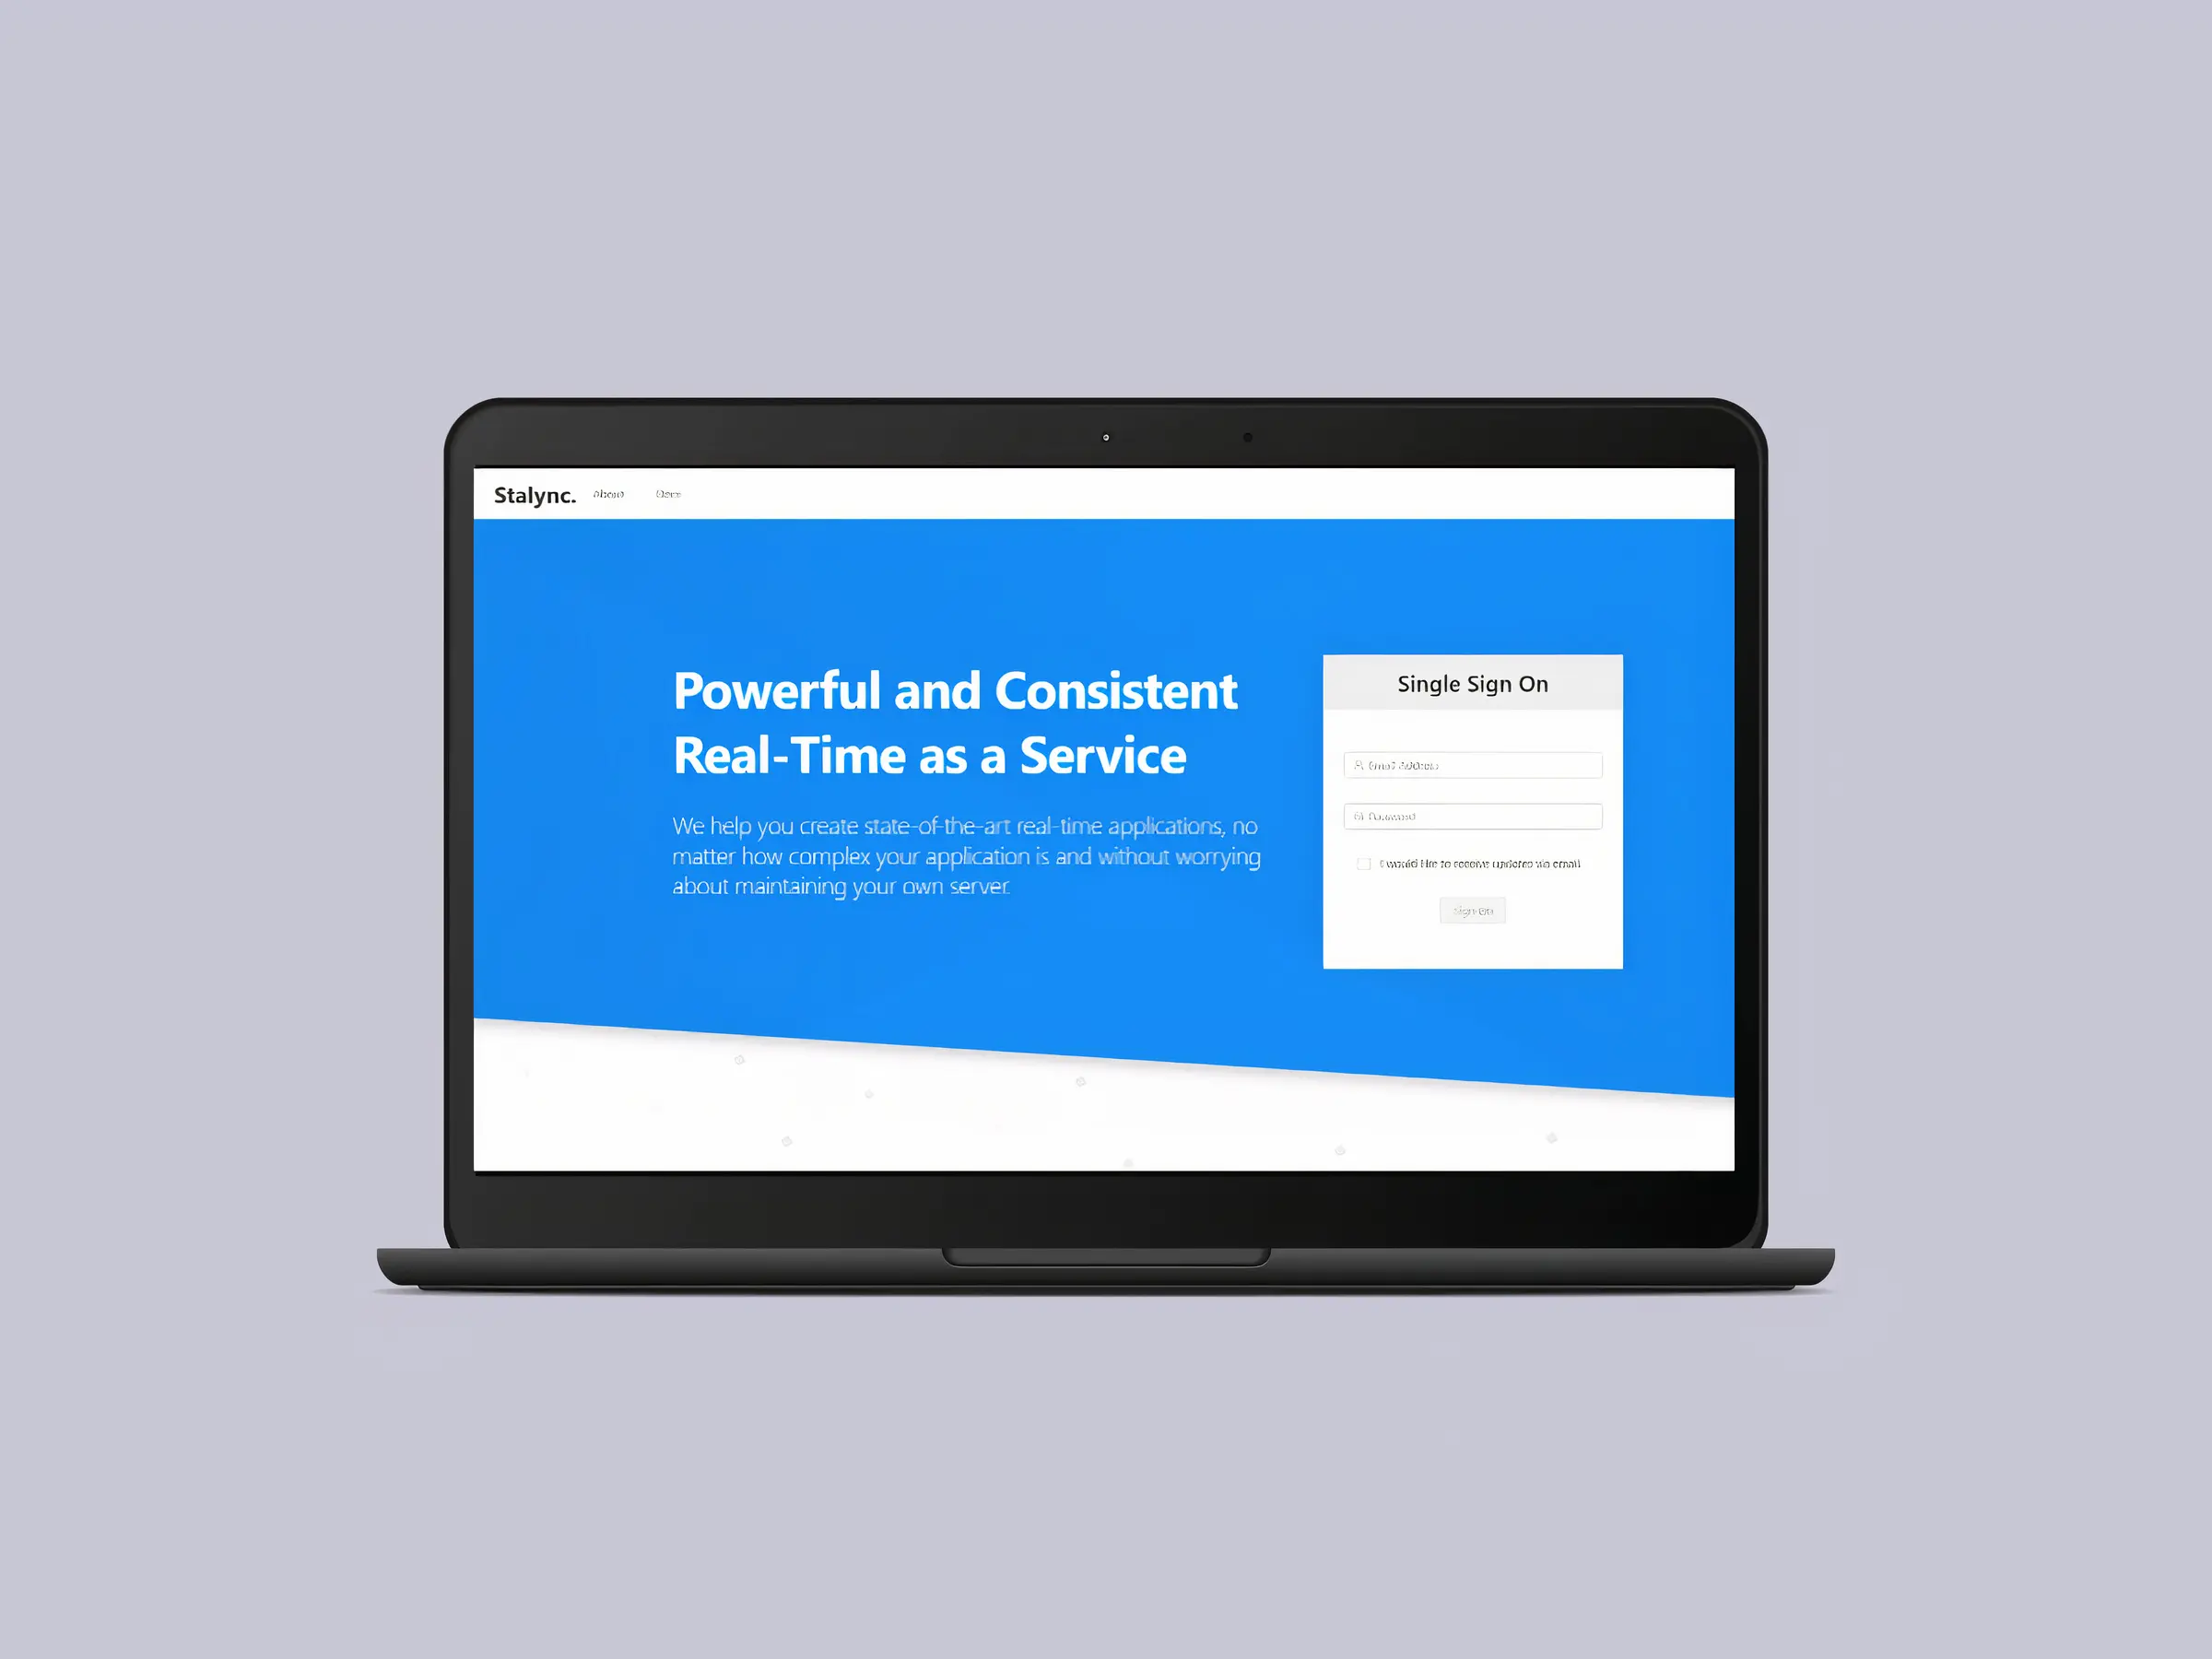 Stalync. About
Powerful and Consistent
Real-Time as a Service
We help you create state-of-the-art real-time applications, no
matter how complex your application is and without worrying
about maintaining your own server.
Single Sign On
Email Address
Password
I would like to receive updates via email
Sign On